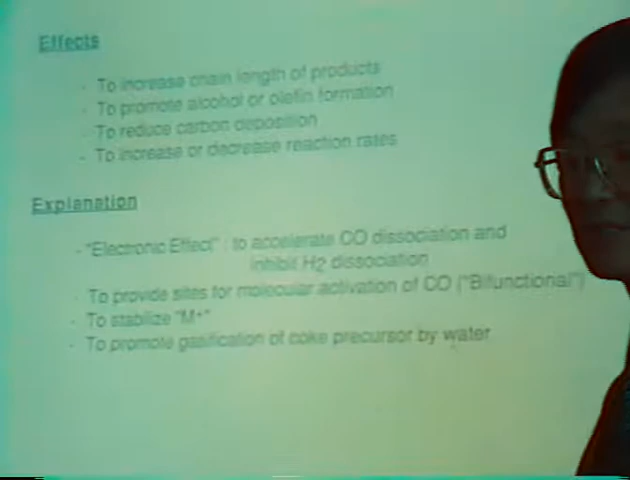 Effects
- To increase chain length of products
- To promote alcohol or olefin formation
- To reduce carbon deposition
- To increase or decrease reaction rates
Explanation
- "Electronic Effect" : to accelerate CO dissociation and
inhibit H2 dissociation
- To provide sites for molecular activation of CO ("Bifunctional")
- To stabilize "M+"
- To promote gasification of coke precursor by water